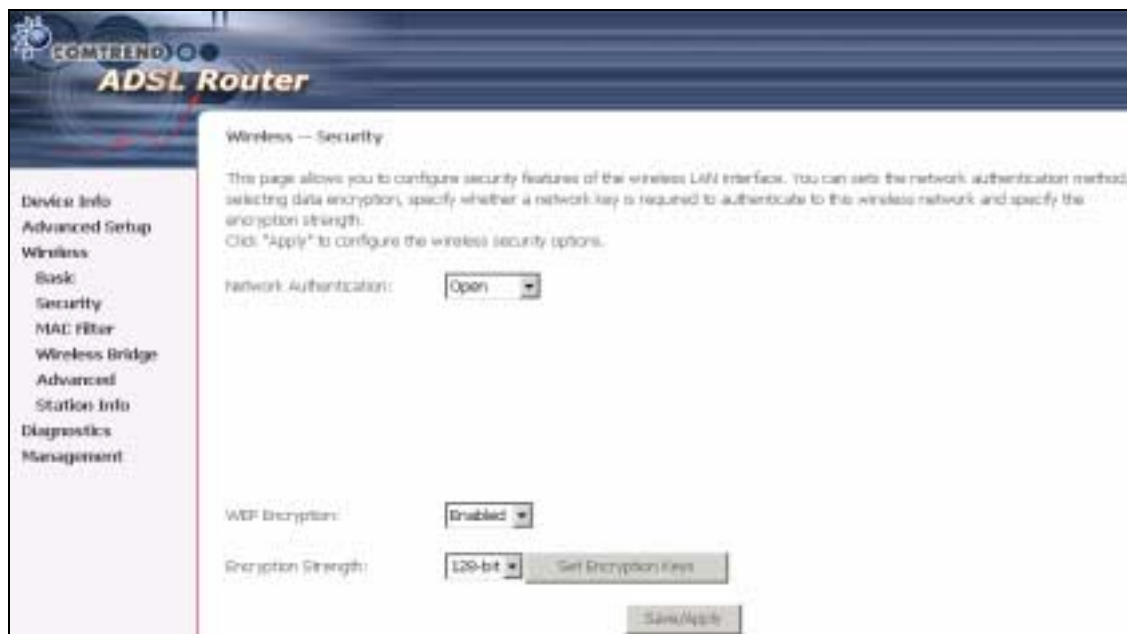 COMTREND
ADSL Router
Device Info
Advanced Setup
Wireless
Basic
Security
MAC Filter
Wireless Bridge
Advanced
Station Info
Diagnostics
Management
Wireless -- Security
This page allows you to configure security features of the wireless LAN interface. You can sets the network authentication method,
selecting data encryption, specify whether a network key is required to authenticate to this wireless network and specify the
encryption strength.
Click "Apply" to configure the wireless security options.
Network Authentication: Open
WEP Encryption: Enabled
Encryption Strength: 128-bit Set Encryption Keys
Save/Apply